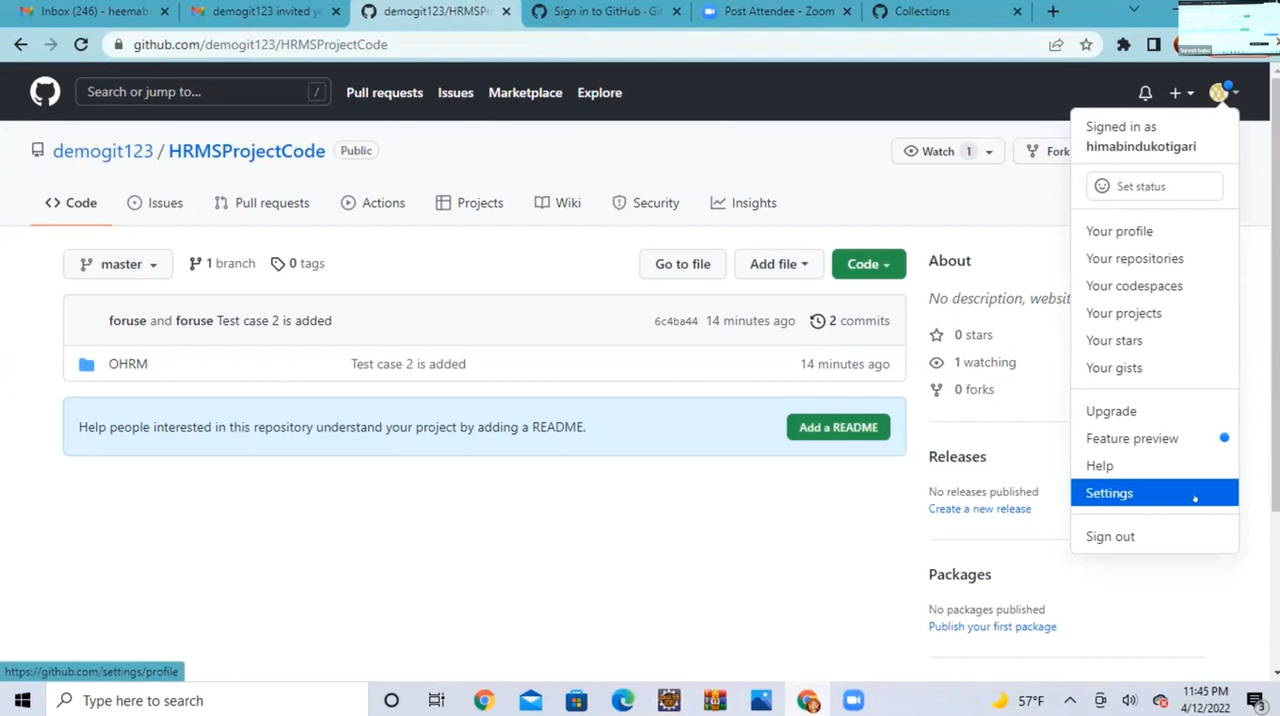 Inbox (246) - heemab
demogit123 invited yo
demogit123/HRMSPr
Sign in to GitHub · Git
Post Attendee - Zoom
Collections
github.com/demogit123/HRMSProjectCode
Search or jump to...
/
Pull requests
Issues
Marketplace
Explore
Signed in as
himabindukotigari
demogit123 / HRMSProjectCode
Public
Watch 1
Fork
Set status
Code
Issues
Pull requests
Actions
Projects
Wiki
Security
Insights
Your profile
Your repositories
Your codespaces
Your projects
Your stars
Your gists
Upgrade
Feature preview
Help
Settings
Sign out
master
1 branch
0 tags
Go to file
Add file
Code
foruse and foruse Test case 2 is added
6c4ba44 14 minutes ago
2 commits
OHRM
Test case 2 is added
14 minutes ago
Help people interested in this repository understand your project by adding a README.
Add a README
About
No description, websit
0 stars
1 watching
0 forks
Releases
No releases published
Create a new release
Packages
No packages published
Publish your first package
https://github.com/settings/profile
Type here to search
57°F
11:45 PM
4/12/2022
3